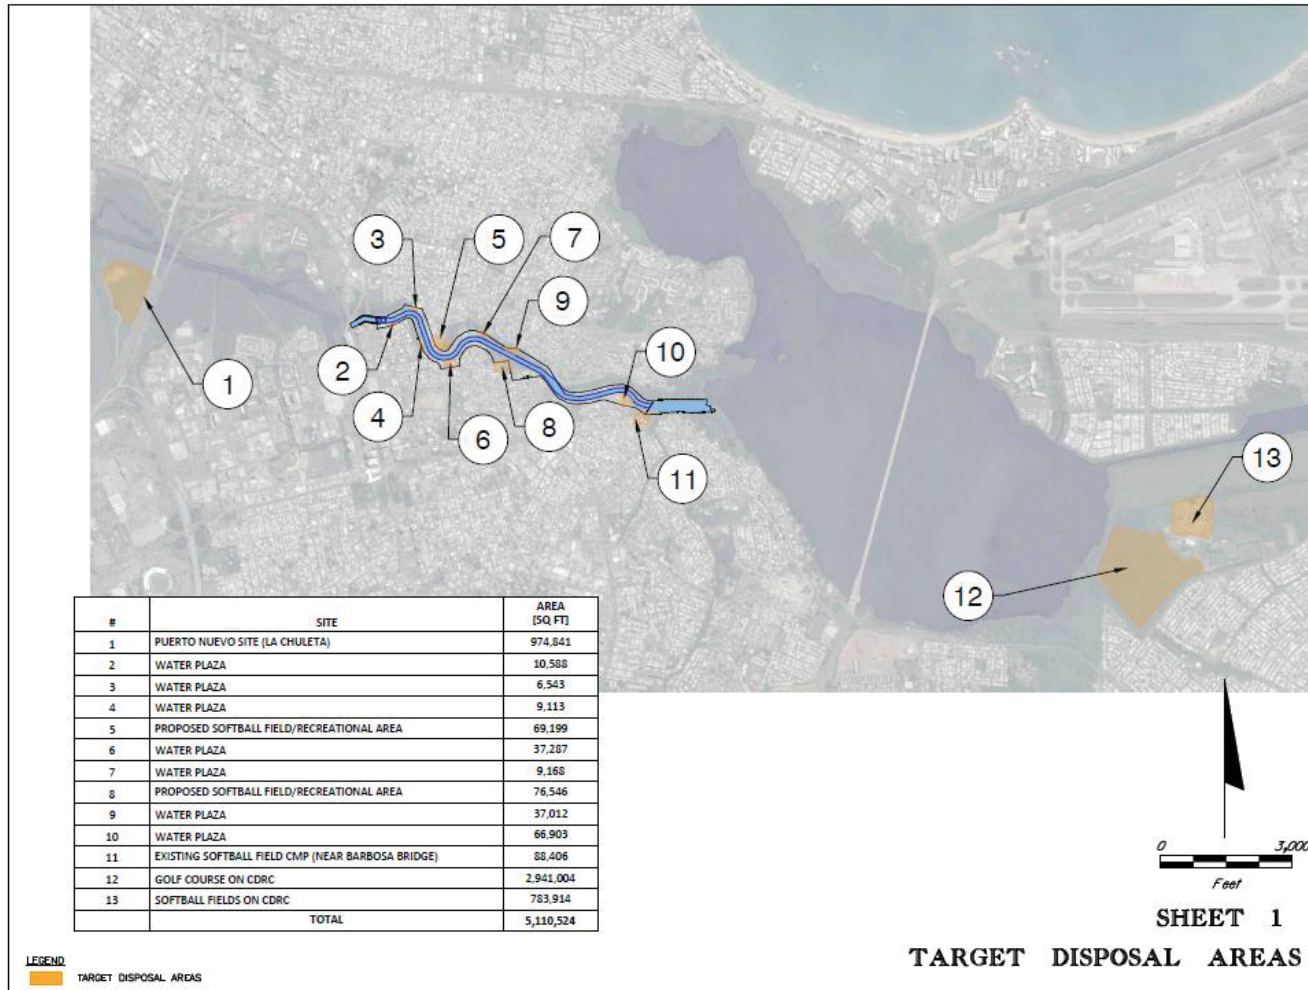 3
5
7
9
2
1
10
4
6
8
11
13
12
# SITE AREA [SQ FT]
1 PUERTO NUEVO SITE (LA CHULETA) 974,841
2 WATER PLAZA 10,588
3 WATER PLAZA 6,543
4 WATER PLAZA 9,113
5 PROPOSED SOFTBALL FIELD/RECREATIONAL AREA 69,199
6 WATER PLAZA 37,287
7 WATER PLAZA 9,168
8 PROPOSED SOFTBALL FIELD/RECREATIONAL AREA 76,546
9 WATER PLAZA 37,012
10 WATER PLAZA 66,903
11 EXISTING SOFTBALL FIELD CMP (NEAR BARBOSA BRIDGE) 88,406
12 GOLF COURSE ON CDRC 2,941,004
13 SOFTBALL FIELDS ON CDRC 783,914
TOTAL 5,110,524
0 3,000
Feet
SHEET 1
TARGET DISPOSAL AREAS
LEGEND
TARGET DISPOSAL AREAS